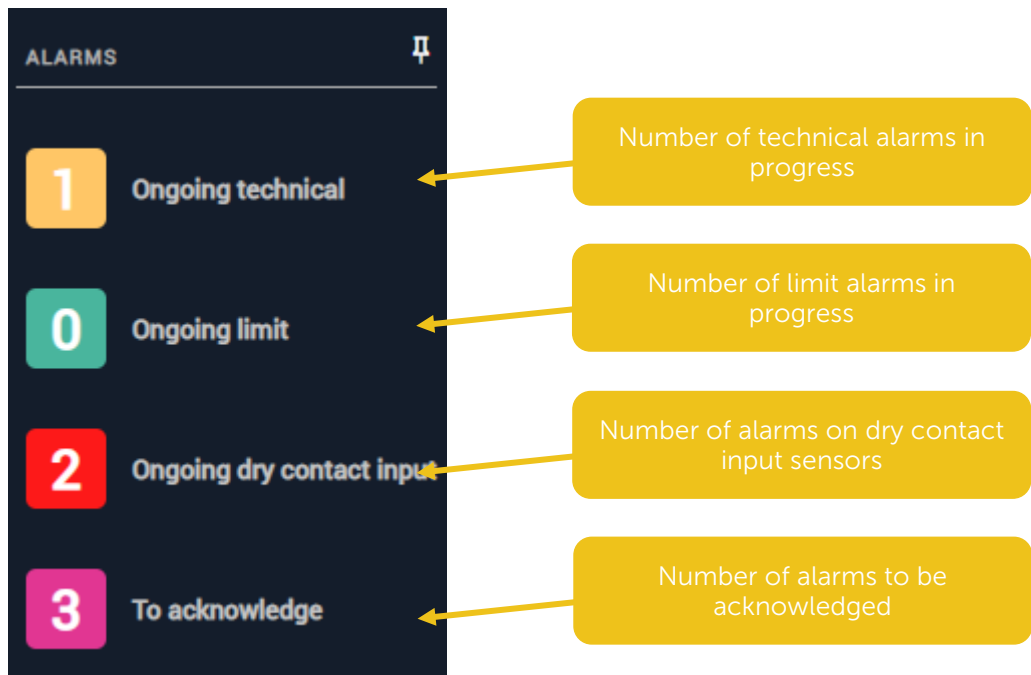 ALARMS
1
Ongoing technical
Number of technical alarms in
progress
0
Ongoing limit
Number of limit alarms in
progress
2
Ongoing dry contact input
Number of alarms on dry contact
input sensors
3
To acknowledge
Number of alarms to be
acknowledged